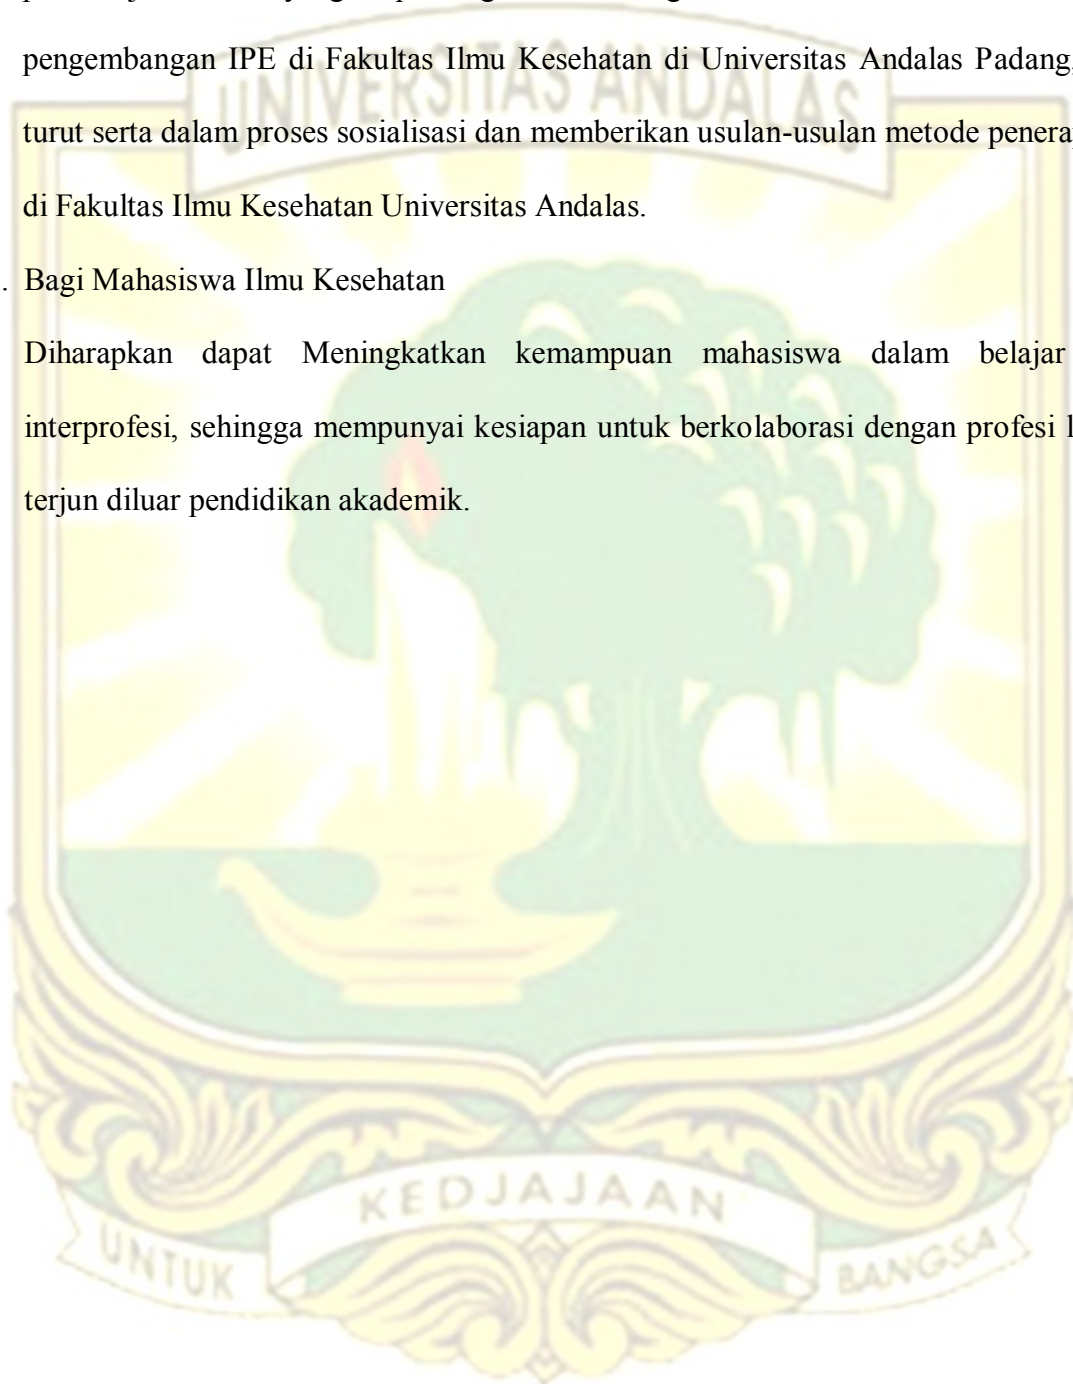 pengembangan IPE di Fakultas Ilmu Kesehatan di Universitas Andalas Padang,
turut serta dalam proses sosialisasi dan memberikan usulan-usulan metode
di Fakultas Ilmu Kesehatan Universitas Andalas.
. Bagi Mahasiswa Ilmu Kesehatan
Diharapkan dapat Meningkatkan kemampuan mahasiswa dalam belajar
interprofesi, sehingga mempunyai kesiapan untuk berkolaborasi dengan profesi
terjun diluar pendidikan akademik.
UNIVERSITAS ANDALAS
UNTUK KEDJAJAAN BANGSA